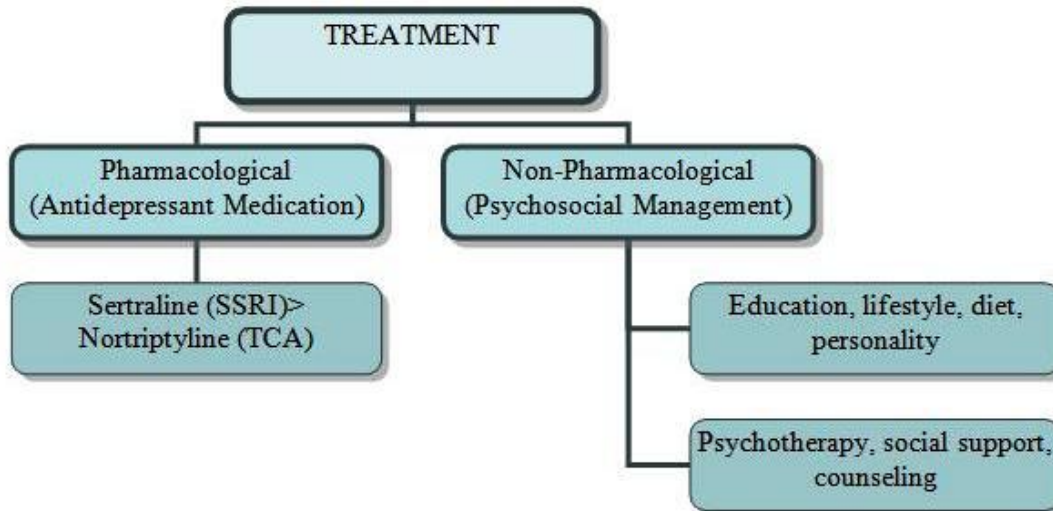 TREATMENT
Pharmacological
(Antidepressant Medication)
Non-Pharmacological
(Psychosocial Management)
Sertraline (SSRI)>
Nortriptyline (TCA)
Education, lifestyle, diet,
personality
Psychotherapy, social support,
counseling